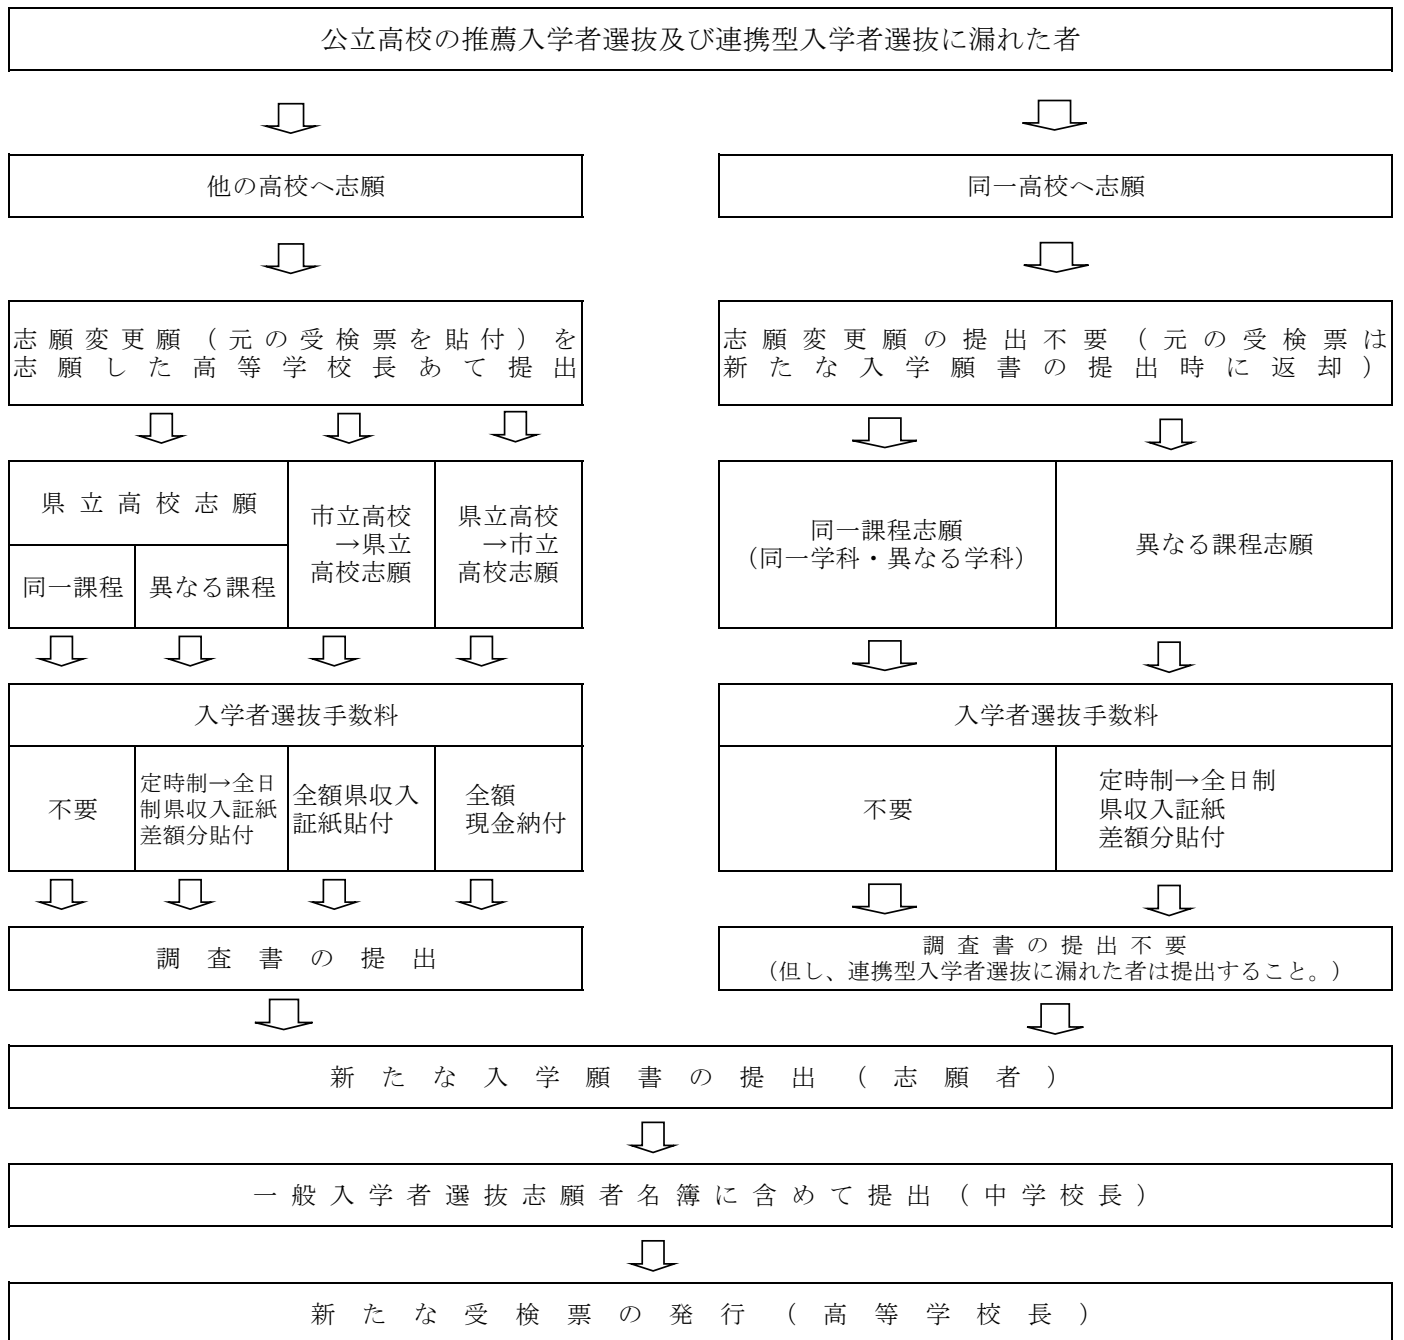 公立高校の推薦入学者選抜及び連携型入学者選抜に漏れた者
他の高校へ志願
同一高校へ志願
志願変更願（元の受検票を貼付）を
志願した高等学校長あて提出
志願変更願の提出不要（元の受検票は
新たな入学願書の提出時に返却）
県立高校志願
同一課程
異なる課程
市立高校
→県立
高校志願
県立高校
→市立
高校志願
同一課程志願
（同一学科・異なる学科）
異なる課程志願
入学者選抜手数料
不要
定時制→全日
制県収入証紙
差額分貼付
全額県収入
証紙貼付
全額
現金納付
入学者選抜手数料
不要
定時制→全日制
県収入証紙
差額分貼付
調査書の提出
調査書の提出不要
（但し、連携型入学者選抜に漏れた者は提出すること。）
新たな入学願書の提出（志願者）
一般入学者選抜志願者名簿に含めて提出（中学校長）
新たな受検票の発行（高等学校長）